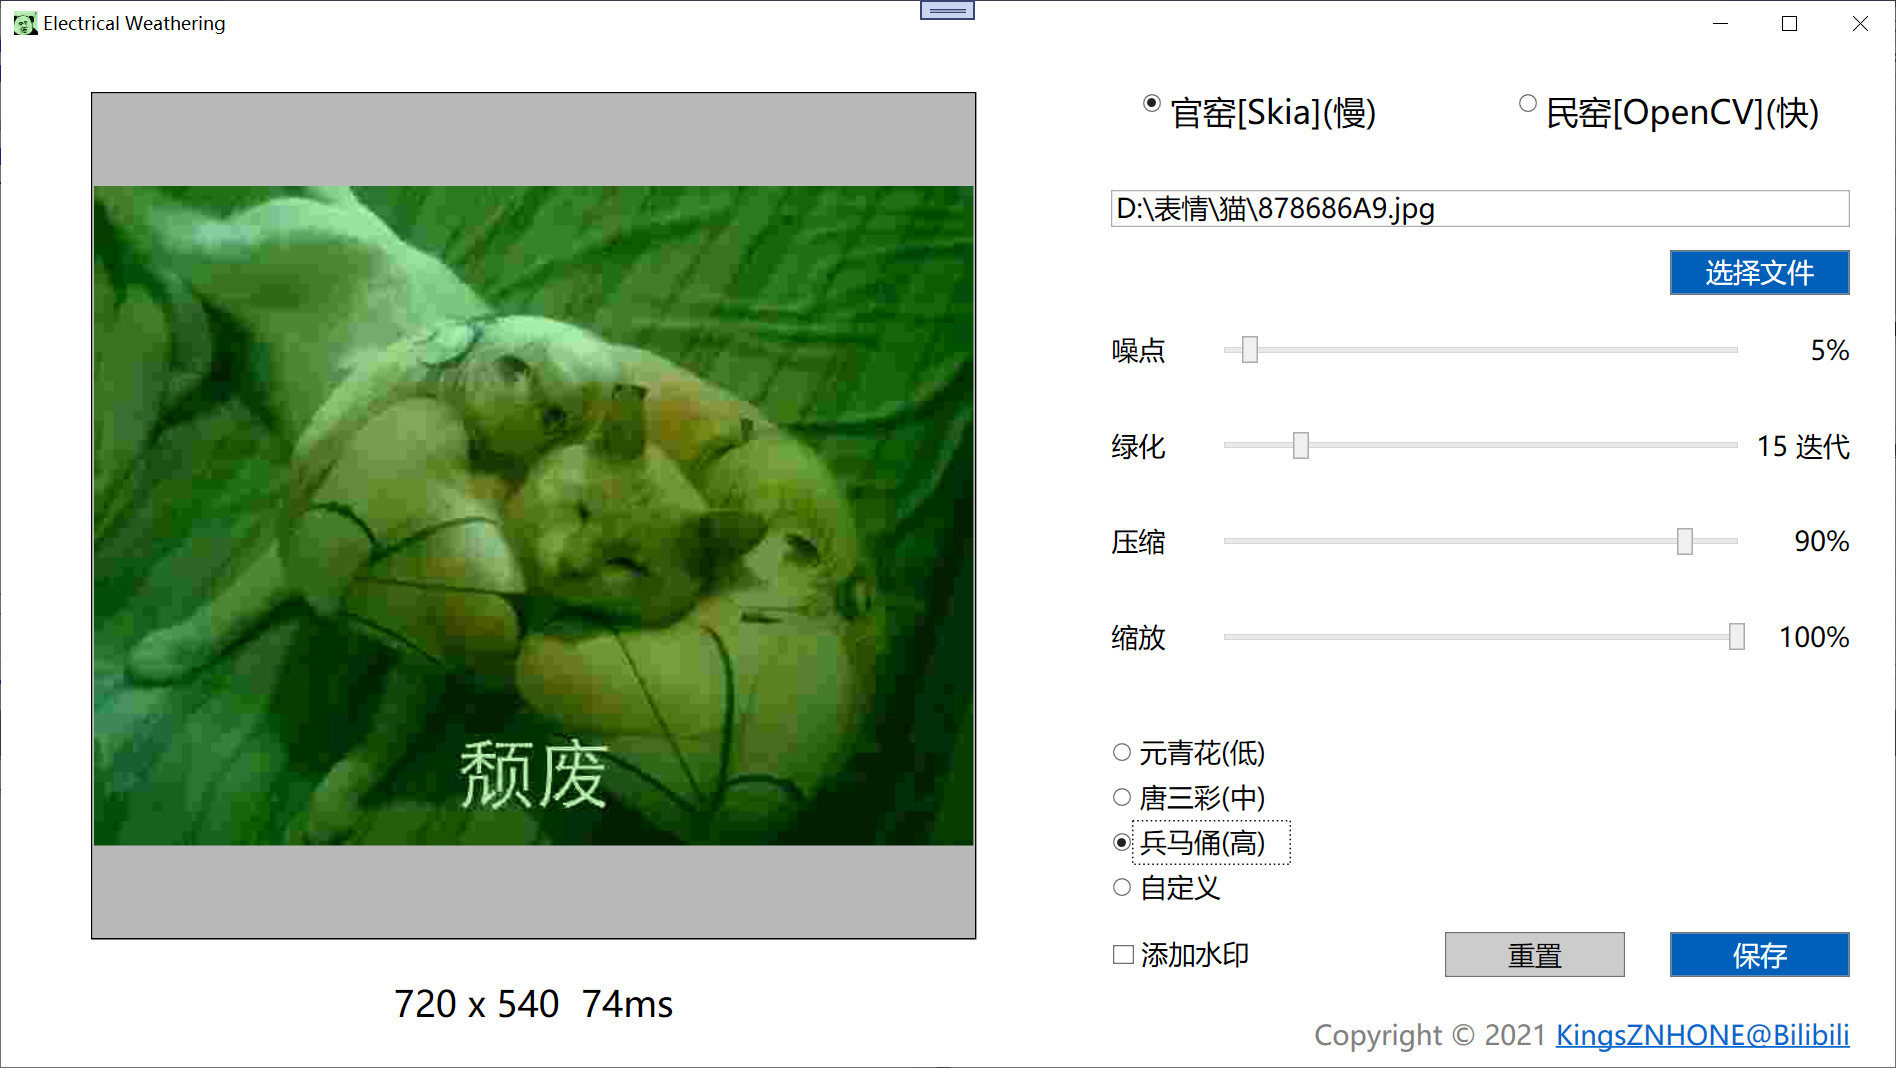 Electrical Weathering
官窑[Skia](慢)
民窑[OpenCV](快)
D:\表情\猫\878686A9.jpg
选择文件
噪点 5%
绿化 15 迭代
压缩 90%
缩放 100%
颓废
元青花(低)
唐三彩(中)
兵马俑(高)
自定义
添加水印
重置
保存
720 x 540 74ms
Copyright © 2021 KingsZNHONE@Bilibili